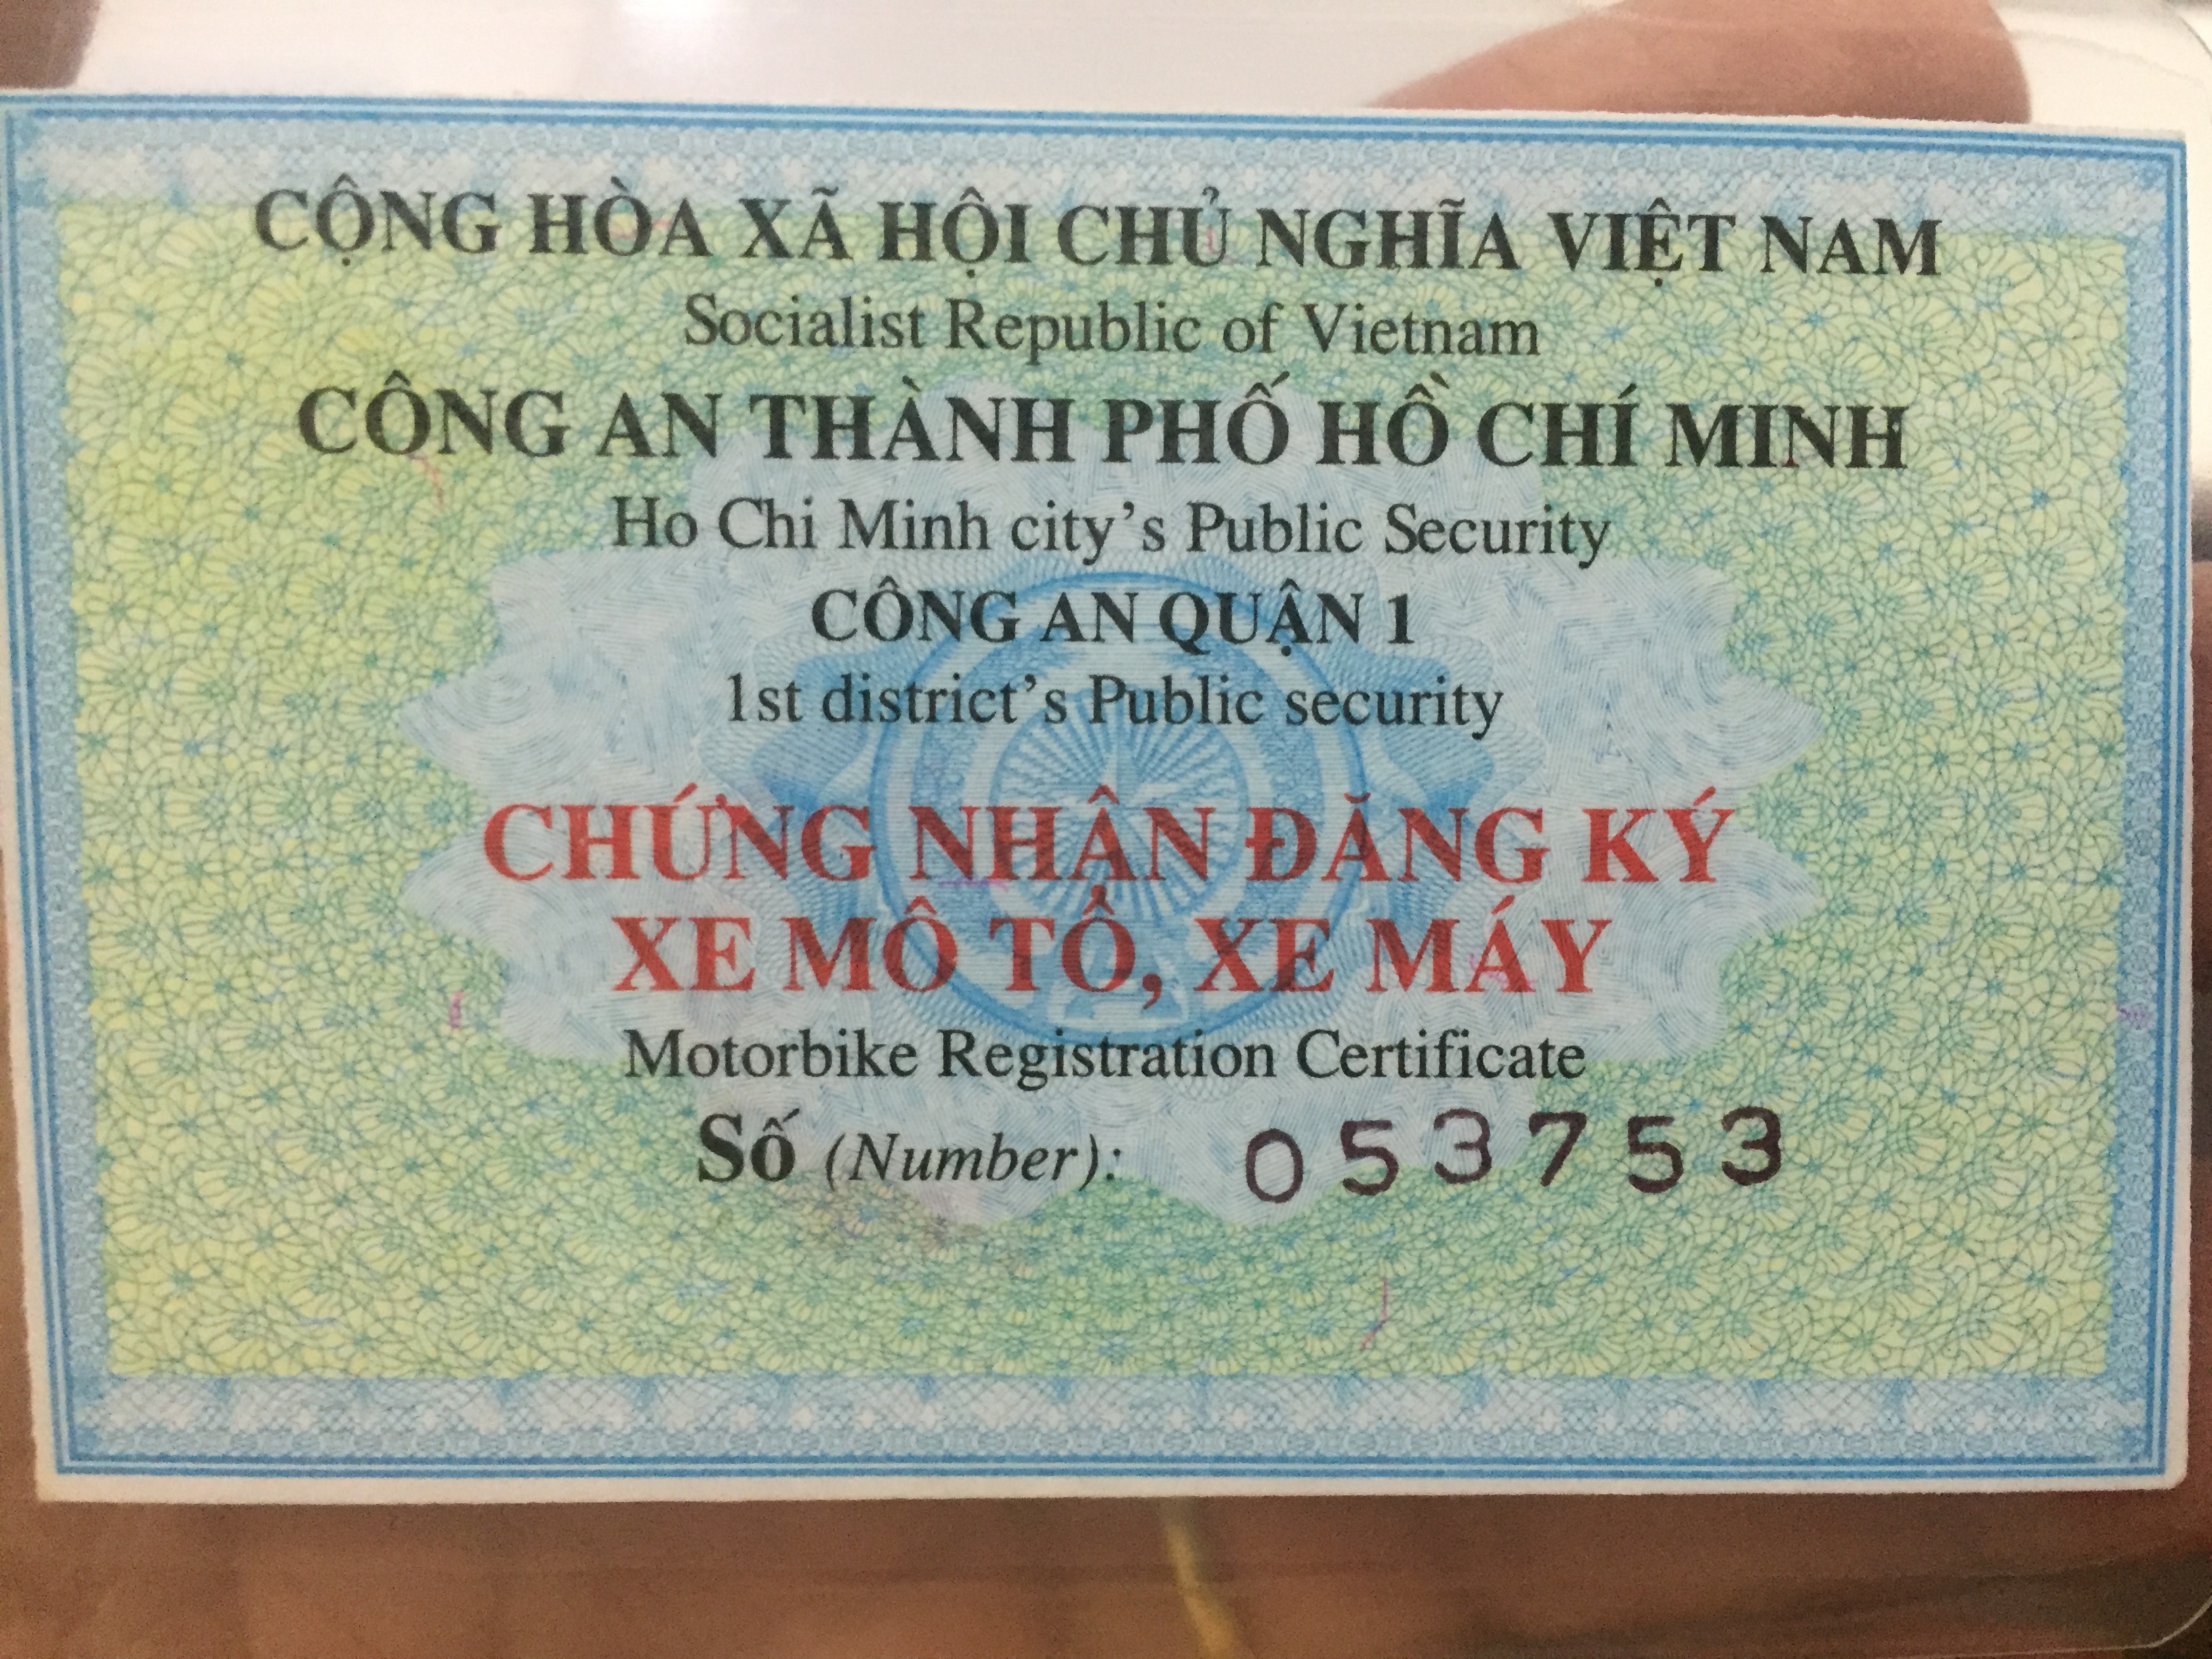 CỘNG HÒA XÃ HỘI CHỦ NGHĨA VIỆT NAM
Socialist Republic of Vietnam
CÔNG AN THÀNH PHỐ HỒ CHÍ MINH
Ho Chi Minh city's Public Security
CÔNG AN QUẬN 1
1st district's Public security
CHỨNG NHẬN ĐĂNG KÝ
XE MÔ TÔ, XE MÁY
Motorbike Registration Certificate
Số (Number): 053753